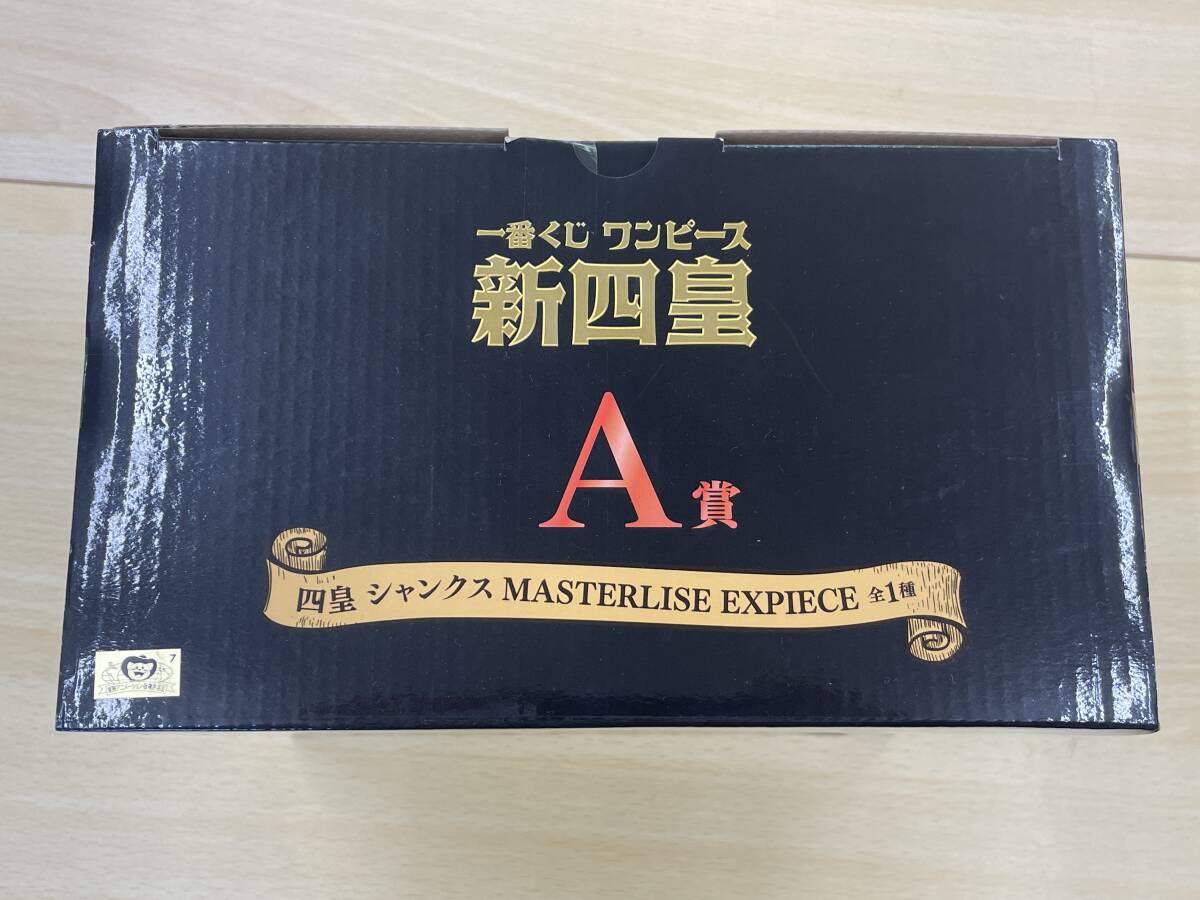 一番くじ ワンピース
新四皇
A賞
四皇 シャンクス MASTERLISE EXPIECE 全1種
7